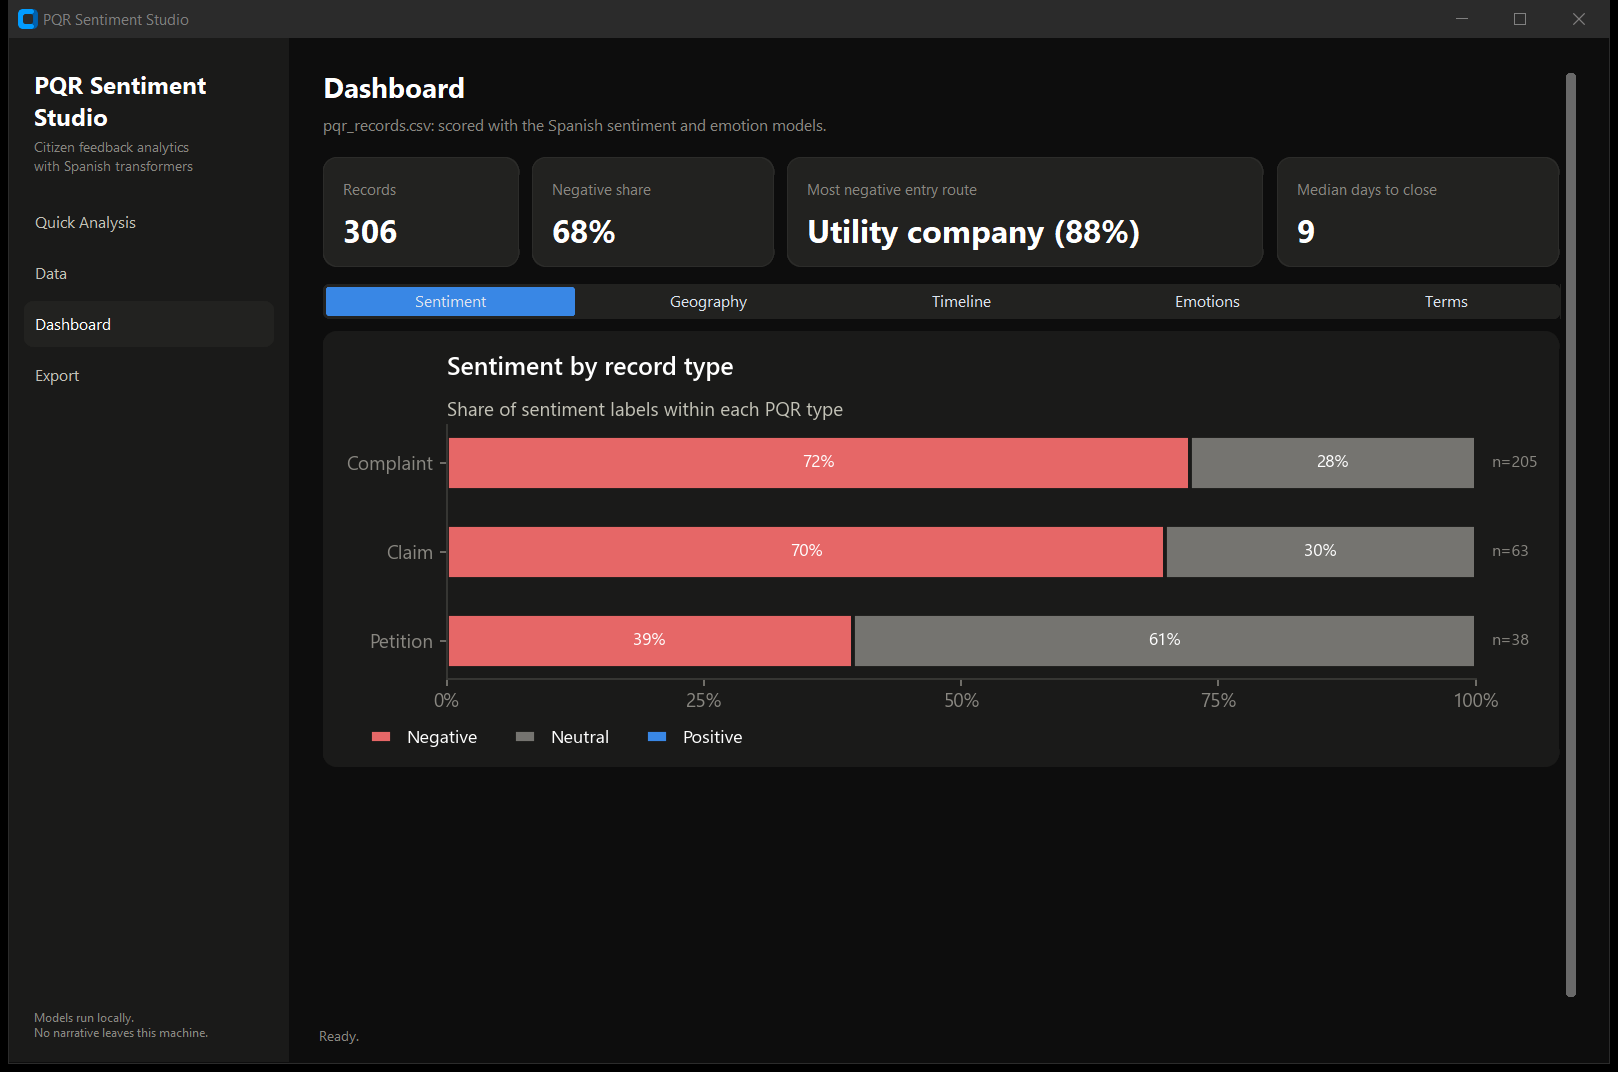 PQR Sentiment Studio
PQR Sentiment
Studio
Citizen feedback analytics
with Spanish transformers
Quick Analysis
Data
Dashboard
Export
Models run locally.
No narrative leaves this machine.
Dashboard
pqr_records.csv: scored with the Spanish sentiment and emotion models.
Records
306
Negative share
68%
Most negative entry route
Utility company (88%)
Median days to close
9
Sentiment Geography Timeline Emotions Terms
Sentiment by record type
Share of sentiment labels within each PQR type
Complaint 72% 28% n=205
Claim 70% 30% n=63
Petition 39% 61% n=38
0% 25% 50% 75% 100%
Negative Neutral Positive
Ready.